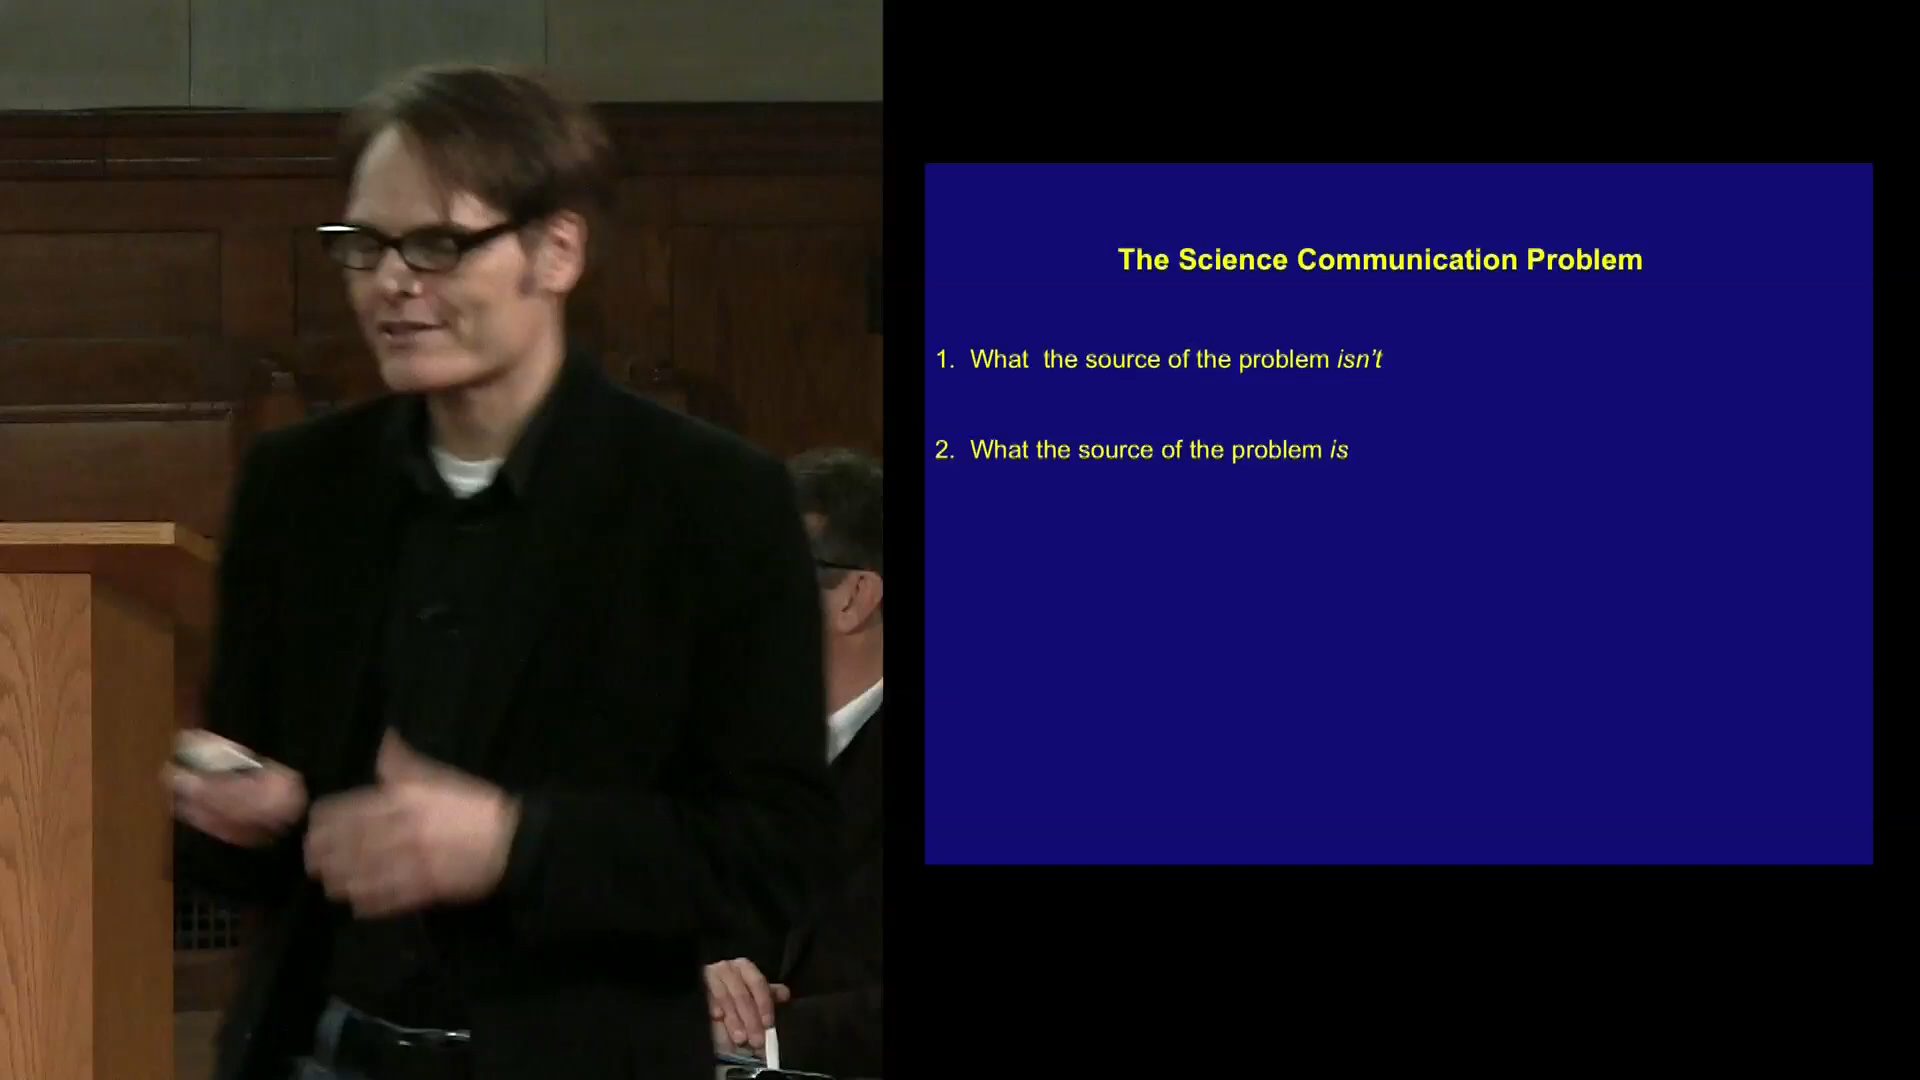 The Science Communication Problem
1. What the source of the problem isn't
2. What the source of the problem is